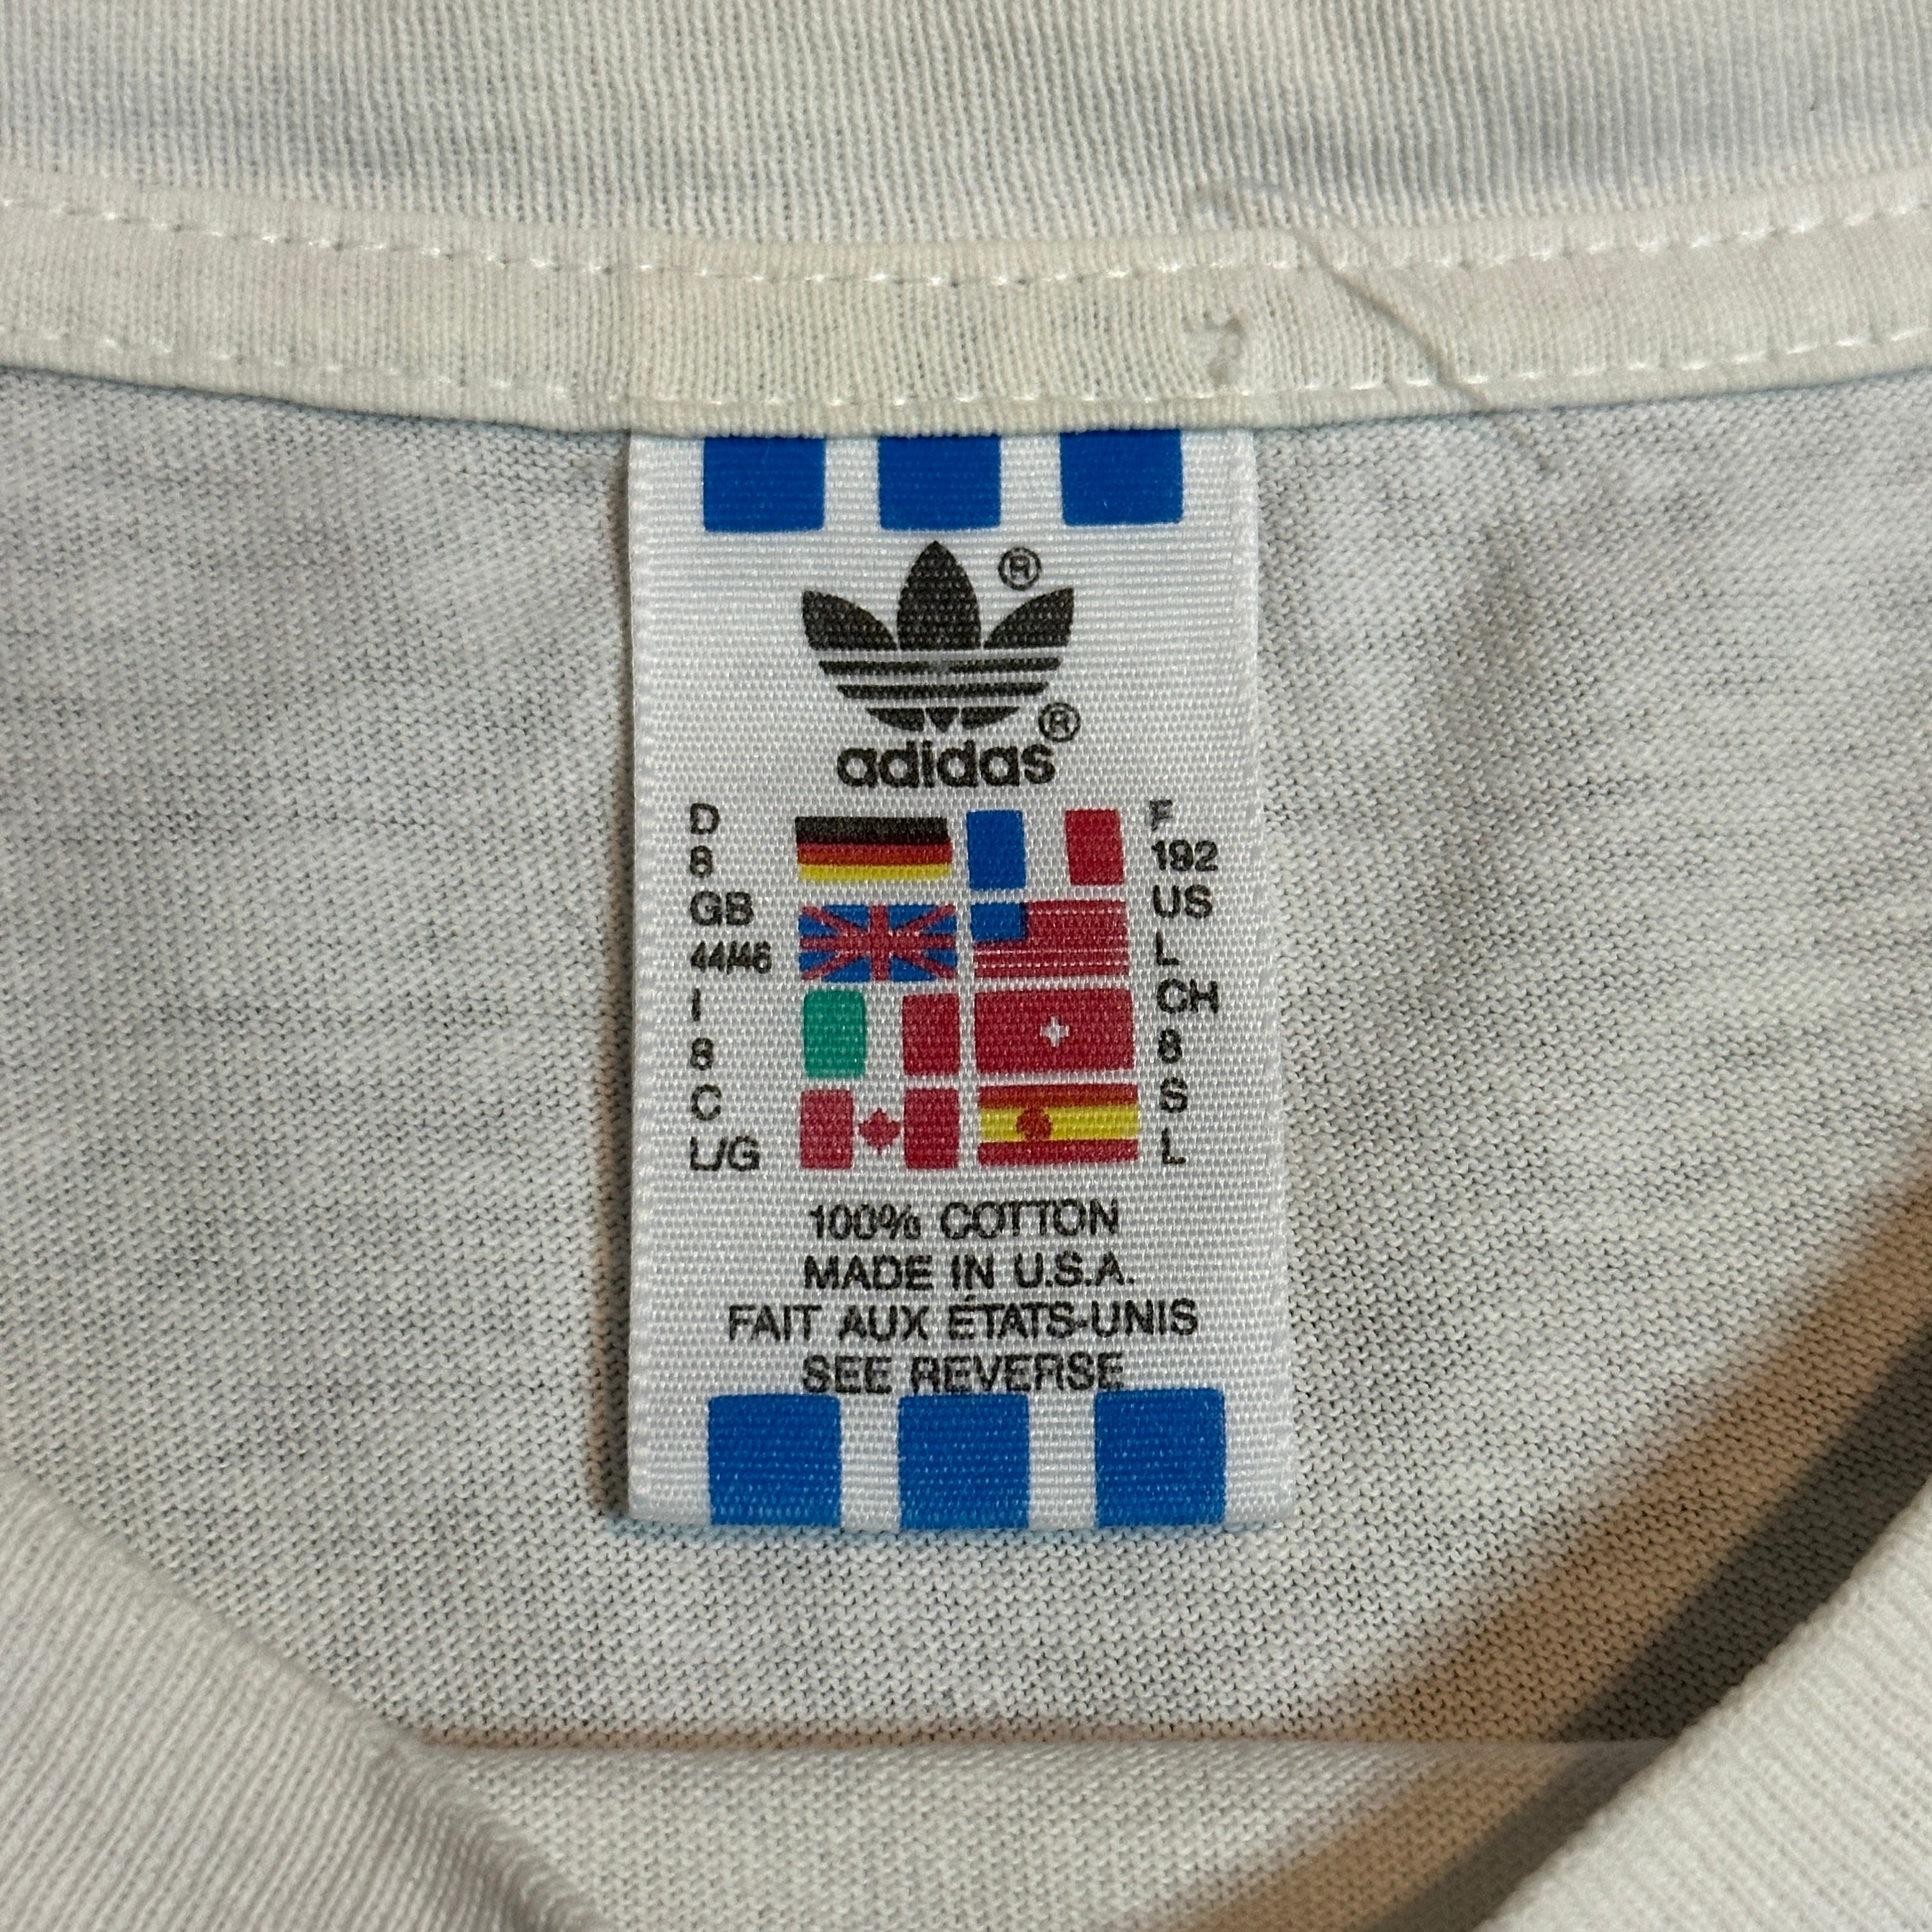 ®
adidas®
D F
8 192
GB US
44/46 L
I CH
8 8
C S
L/G L
100% COTTON
MADE IN U.S.A.
FAIT AUX ÉTATS-UNIS
SEE REVERSE